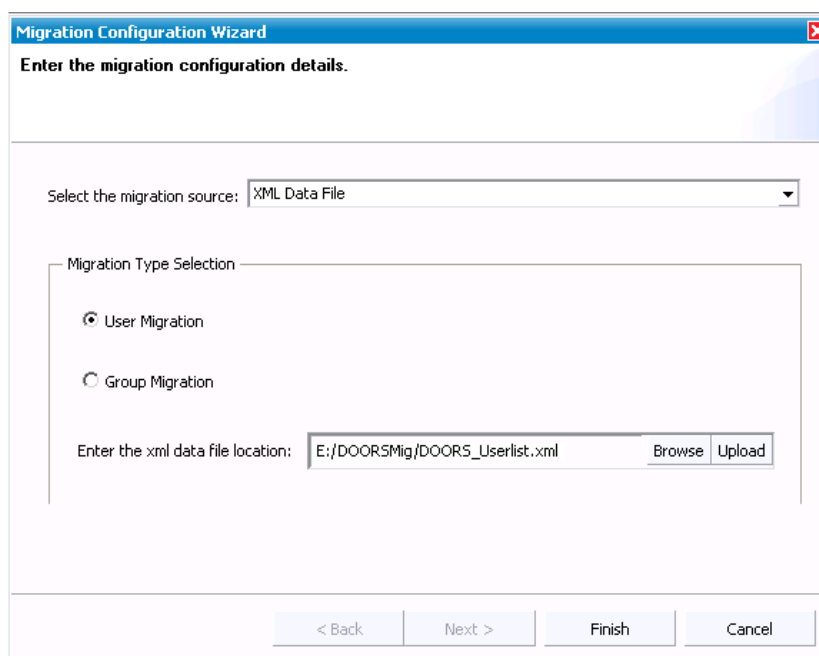 Migration Configuration Wizard
Enter the migration configuration details.
Select the migration source: XML Data File
Migration Type Selection
User Migration
Group Migration
Enter the xml data file location: E:/DOORSMig/DOORS_Userlist.xml Browse Upload
< Back Next > Finish Cancel